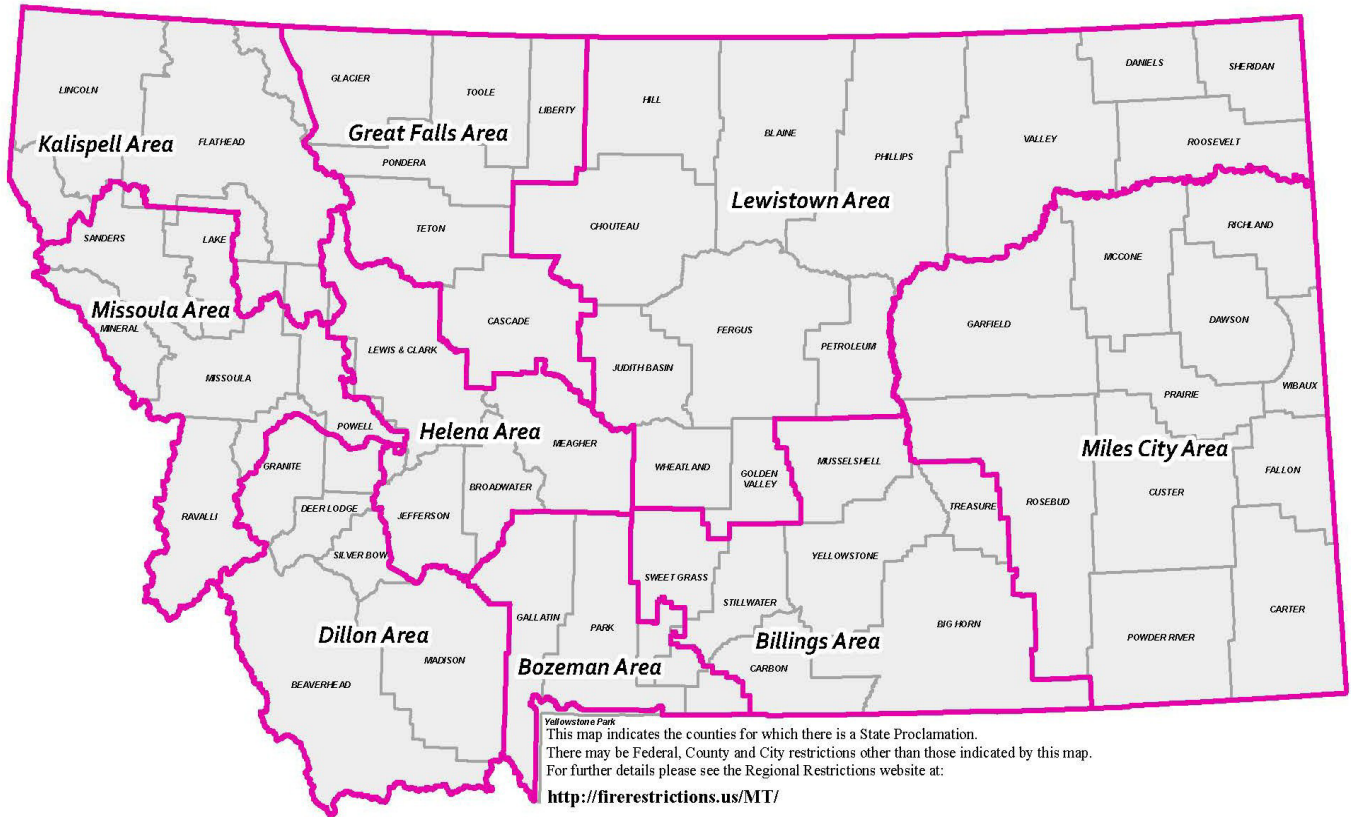 DANIELS
SHERIDAN
GLACIER
TOOLE
HILL
LINCOLN
LIBERTY
BLAINE
Great Falls Area
VALLEY
ROOSEVELT
Kalispell Area
FLATHEAD
PHILLIPS
PONDERA
Lewistown Area
CHOUTEAU
TETON
RICHLAND
SANDERS
LAKE
MCCONE
Missoula Area
MINERAL
CASCADE
FERGUS
GARFIELD
DAWSON
LEWIS & CLARK
PETROLEUM
JUDITH BASIN
MISSOULA
WIBAUX
PRAIRIE
POWELL
Helena Area
MEAGHER
Miles City Area
GRANITE
WHEATLAND
GOLDEN
VALLEY
MUSSELSHELL
FALLON
BROADWATER
CUSTER
DEER LODGE
RAVALLI
JEFFERSON
TREASURE
ROSEBUD
SILVER BOW
YELLOWSTONE
SWEET GRASS
STILLWATER
GALLATIN
PARK
BIG HORN
CARTER
Dillon Area
Billings Area
POWDER RIVER
MADISON
Bozeman Area
CARBON
BEAVERHEAD
Yellowstone Park
This map indicates the counties for which there is a State Proclamation.
There may be Federal, County and City restrictions other than those indicated by this map.
For further details please see the Regional Restrictions website at:
http://firerestrictions.us/MT/